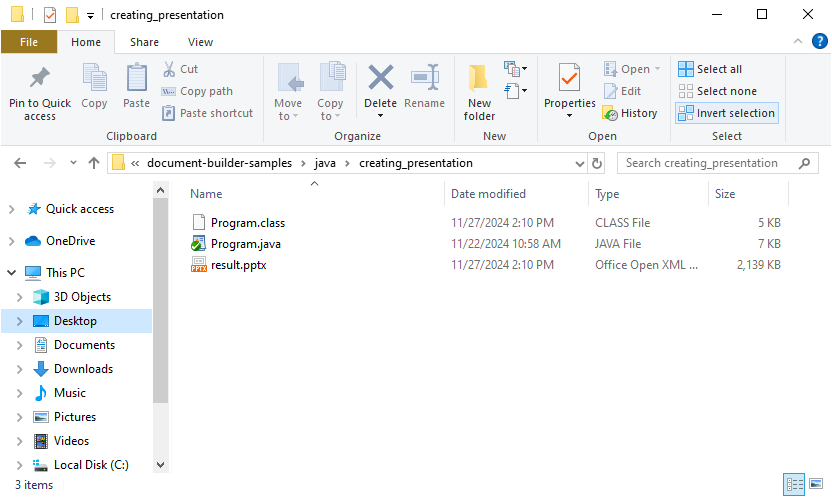 creating_presentation
File Home Share View
Pin to Quick access
Copy
Paste
Cut
Copy path
Paste shortcut
Clipboard
Move to
Copy to
Delete
Rename
Organize
New folder
New
Properties
Open
Edit
History
Open
Select all
Select none
Invert selection
Select
« document-builder-samples > java > creating_presentation
Search creating_presentation
Quick access
OneDrive
This PC
3D Objects
Desktop
Documents
Downloads
Music
Pictures
Videos
Local Disk (C:)
Name Date modified Type Size
Program.class 11/27/2024 2:10 PM CLASS File 5 KB
Program.java 11/22/2024 10:58 AM JAVA File 7 KB
PPTX result.pptx 11/27/2024 2:10 PM Office Open XML ... 2,139 KB
3 items